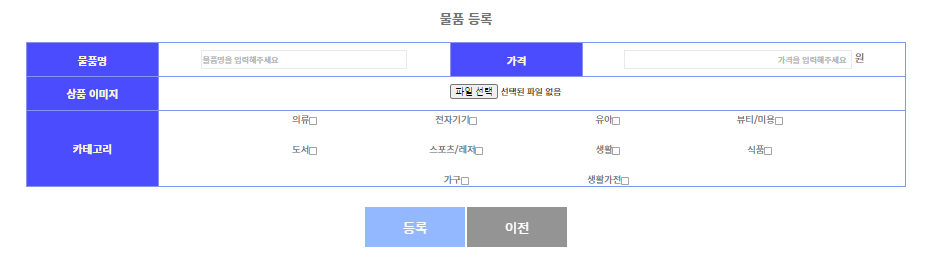 물품 등록
물품명 물품명을 입력해주세요 가격 가격을 입력해주세요 원
상품 이미지 파일 선택 선택된 파일 없음
의류 전자기기 유아 뷰티/미용
카테고리 도서 스포츠/레저 생활 식품
가구 생활가전
등록 이전